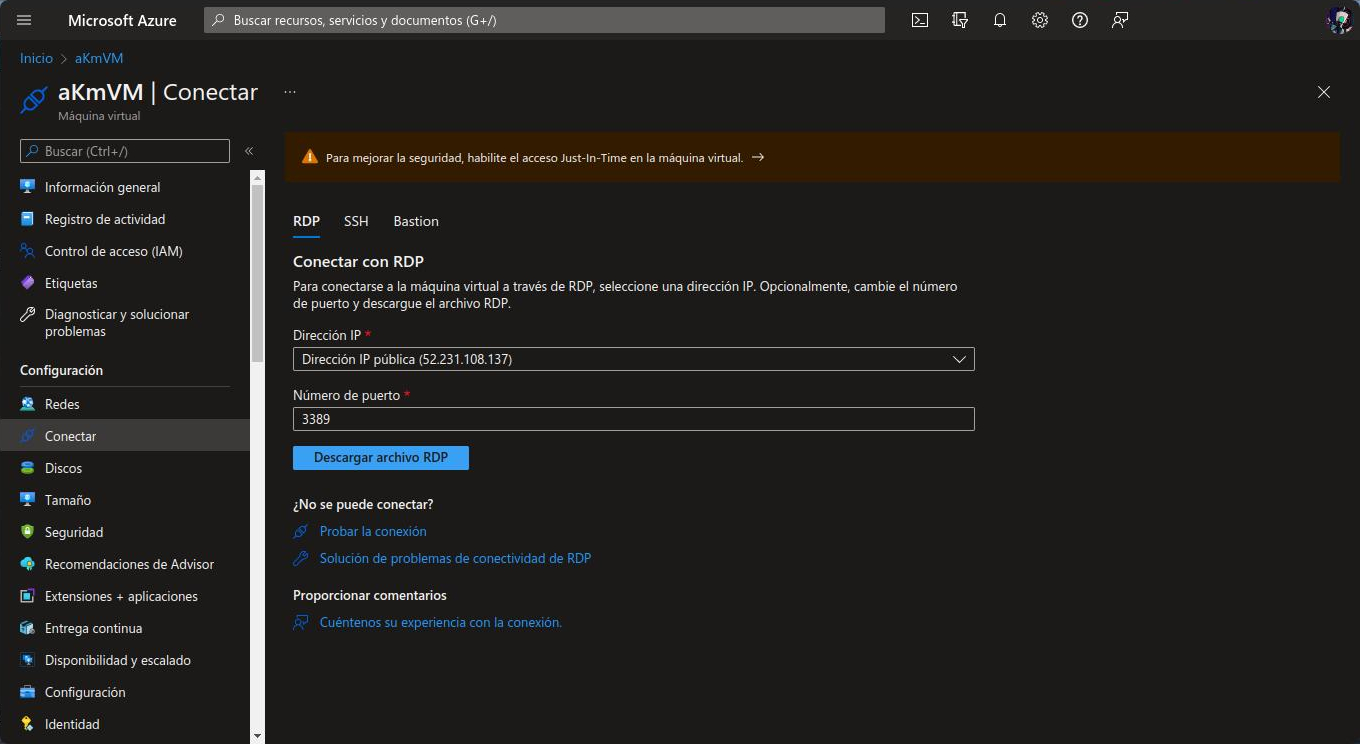 Microsoft Azure
Buscar recursos, servicios y documentos (G+/)
Inicio > aKmVM
aKmVM | Conectar ...
Máquina virtual
Buscar (Ctrl+/)
Información general
Registro de actividad
Control de acceso (IAM)
Etiquetas
Diagnosticar y solucionar
problemas
Configuración
Redes
Conectar
Discos
Tamaño
Seguridad
Recomendaciones de Advisor
Extensiones + aplicaciones
Entrega continua
Disponibilidad y escalado
Configuración
Identidad
Para mejorar la seguridad, habilite el acceso Just-In-Time en la máquina virtual. →
RDP SSH Bastion
Conectar con RDP
Para conectarse a la máquina virtual a través de RDP, seleccione una dirección IP. Opcionalmente, cambie el número
de puerto y descargue el archivo RDP.
Dirección IP *
Dirección IP pública (52.231.108.137)
Número de puerto *
3389
Descargar archivo RDP
¿No se puede conectar?
Probar la conexión
Solución de problemas de conectividad de RDP
Proporcionar comentarios
Cuéntenos su experiencia con la conexión.